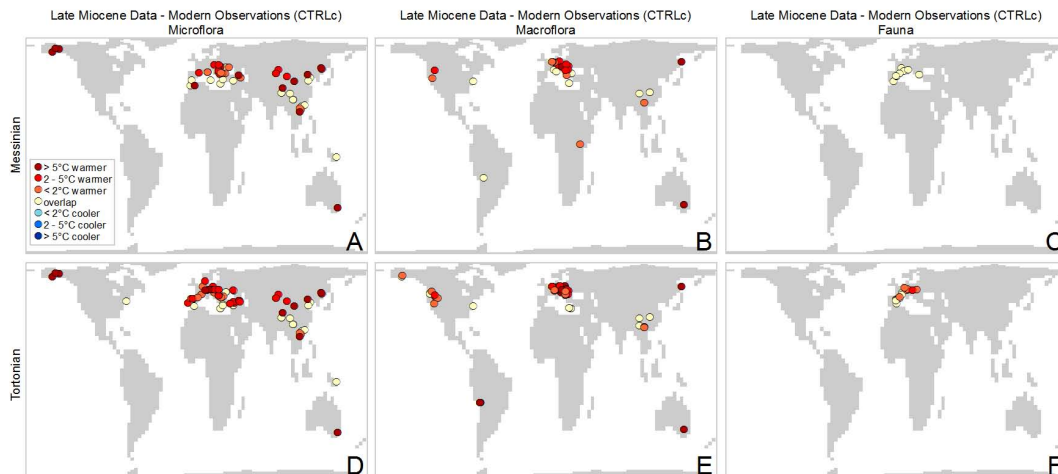 Late Miocene Data - Modern Observations (CTRLc)
Microflora
Late Miocene Data - Modern Observations (CTRLc)
Macroflora
Late Miocene Data - Modern Observations (CTRLc)
Fauna
Messinian
> 5°C warmer
2 - 5°C warmer
< 2°C warmer
overlap
< 2°C cooler
2 - 5°C cooler
> 5°C cooler
A
B
C
Tortonian
D
E
F